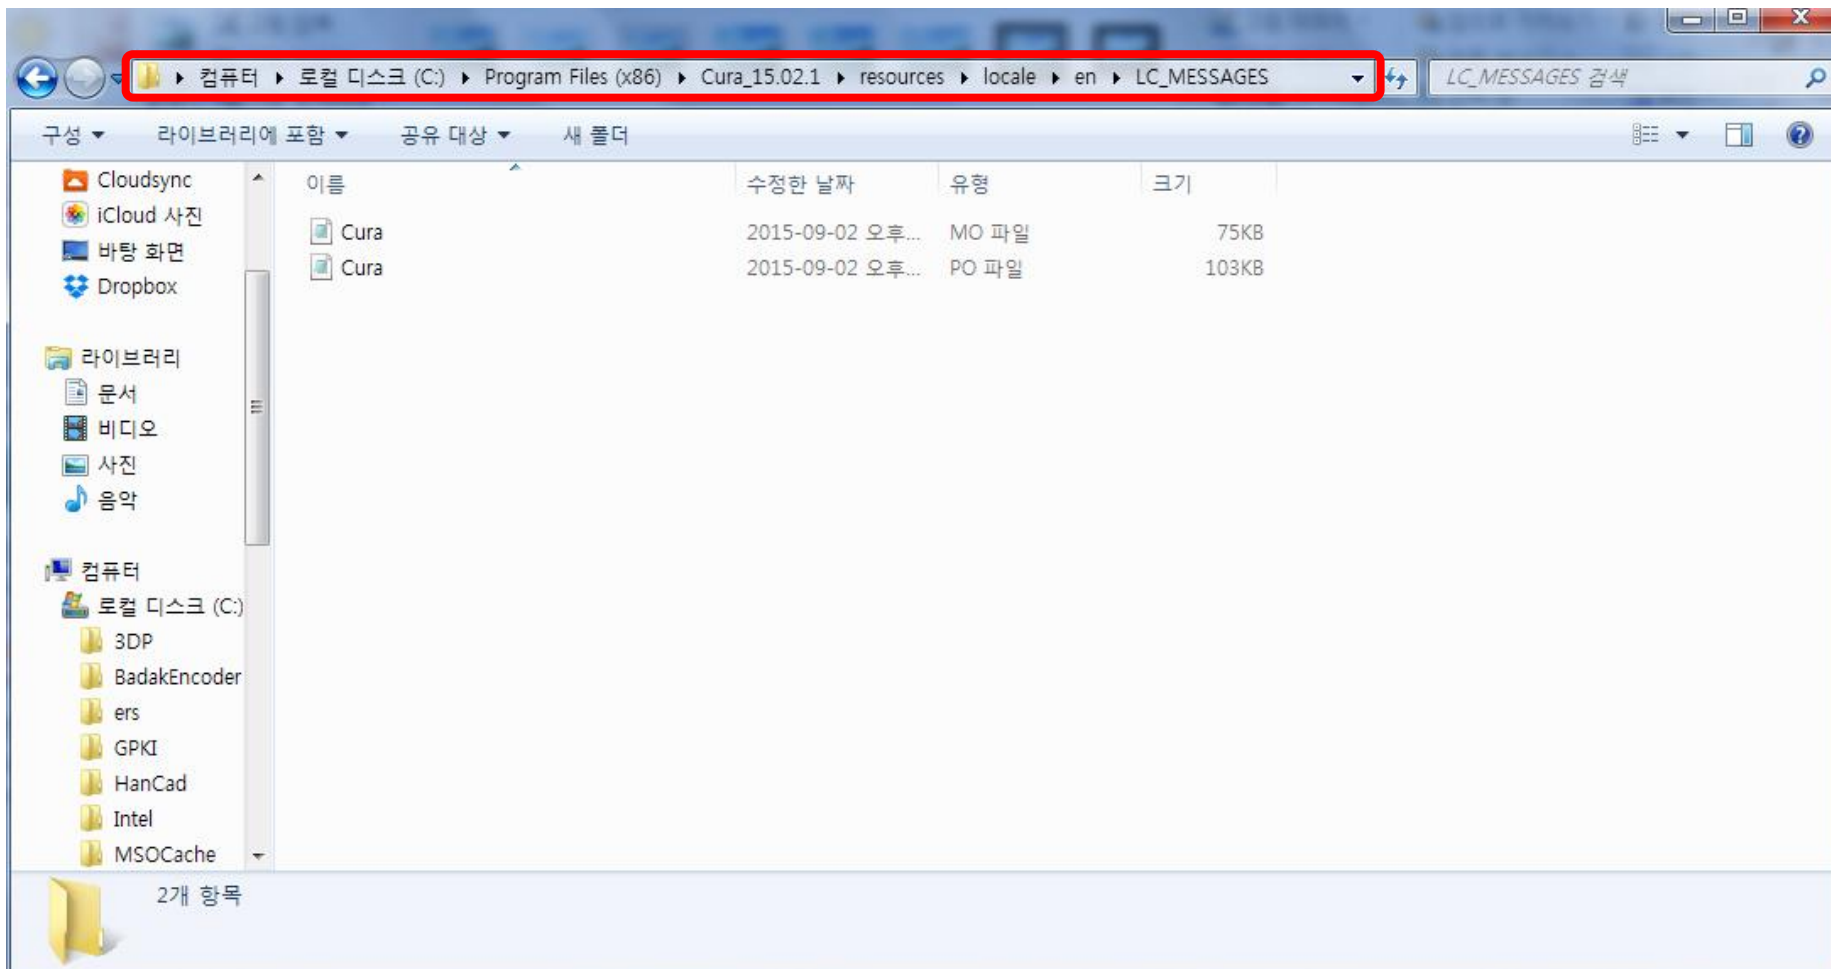 컴퓨터 ▶ 로컬 디스크 (C:) ▶ Program Files (x86) ▶ Cura_15.02.1 ▶ resources ▶ locale ▶ en ▶ LC_MESSAGES
LC_MESSAGES 검색
구성 라이브러리에 포함 공유 대상 새 폴더
이름 수정한 날짜 유형 크기
Cura 2015-09-02 오후... MO 파일 75KB
Cura 2015-09-02 오후... PO 파일 103KB
Cloudsync
iCloud 사진
바탕 화면
Dropbox
라이브러리
문서
비디오
사진
음악
컴퓨터
로컬 디스크 (C:)
3DP
BadakEncoder
ers
GPKI
HanCad
Intel
MSOCache
2개 항목